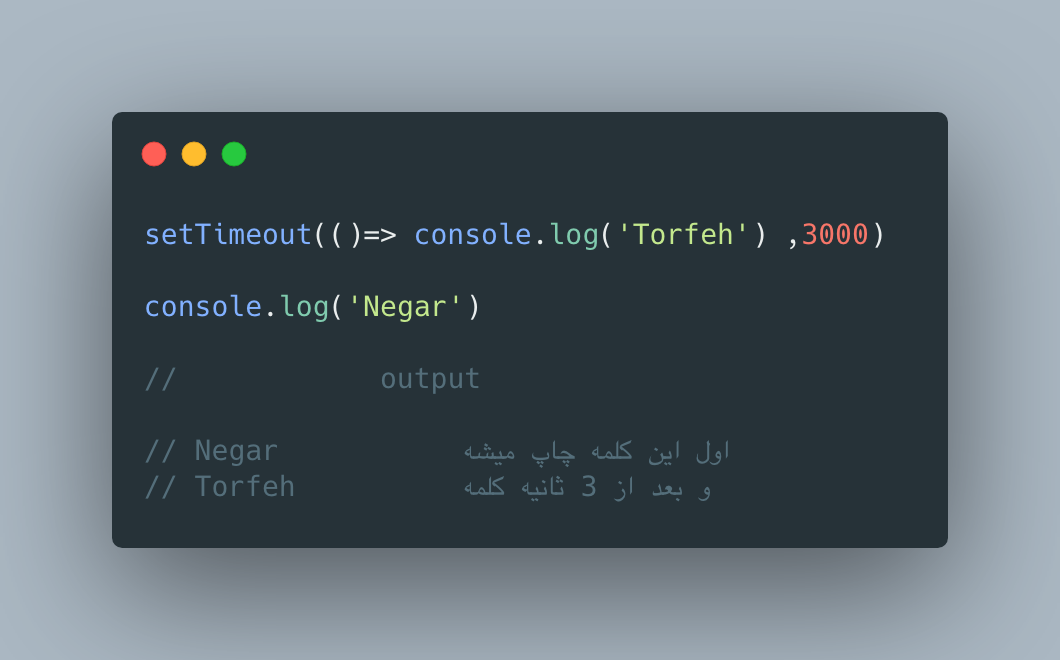 setTimeout(()=> console.log('Torfeh') ,3000)
console.log('Negar')
// output
// Negar اول این کلمه چاپ میشه
// Torfeh و بعد از 3 ثانیه کلمه